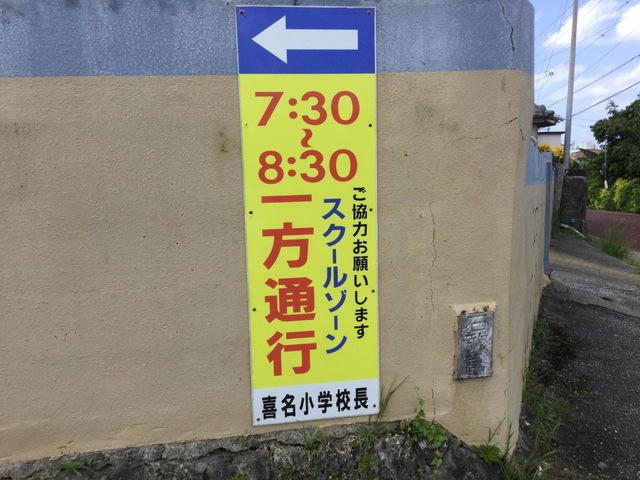 7:30
~
8:30
一方通行
スクールゾーン
ご協力お願いします
喜名小学校長